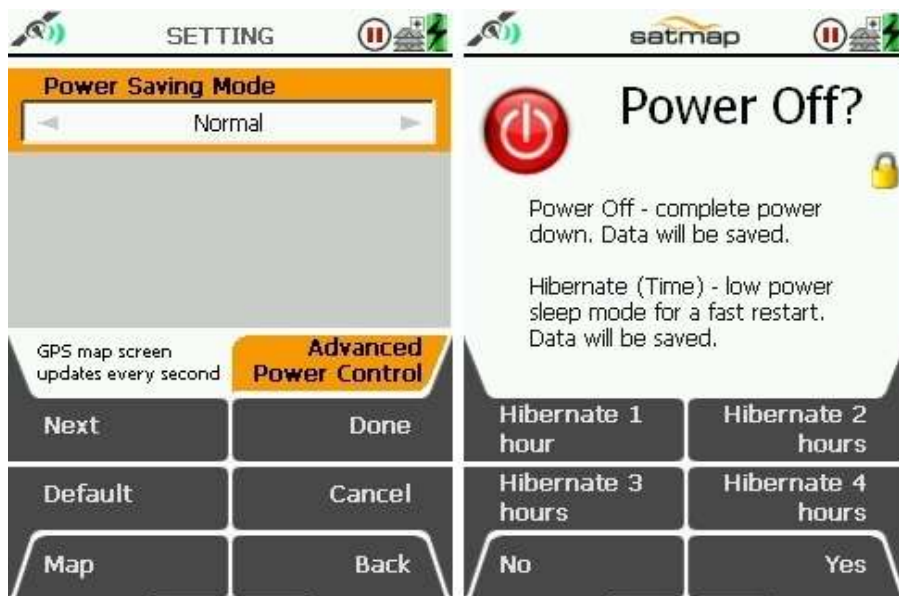 SETTING
Power Saving Mode
Normal
GPS map screen
updates every second
Advanced
Power Control
Next
Done
Default
Cancel
Map
Back
satmap
Power Off?
Power Off - complete power
down. Data will be saved.
Hibernate (Time) - low power
sleep mode for a fast restart.
Data will be saved.
Hibernate 1
hour
Hibernate 2
hours
Hibernate 3
hours
Hibernate 4
hours
No
Yes